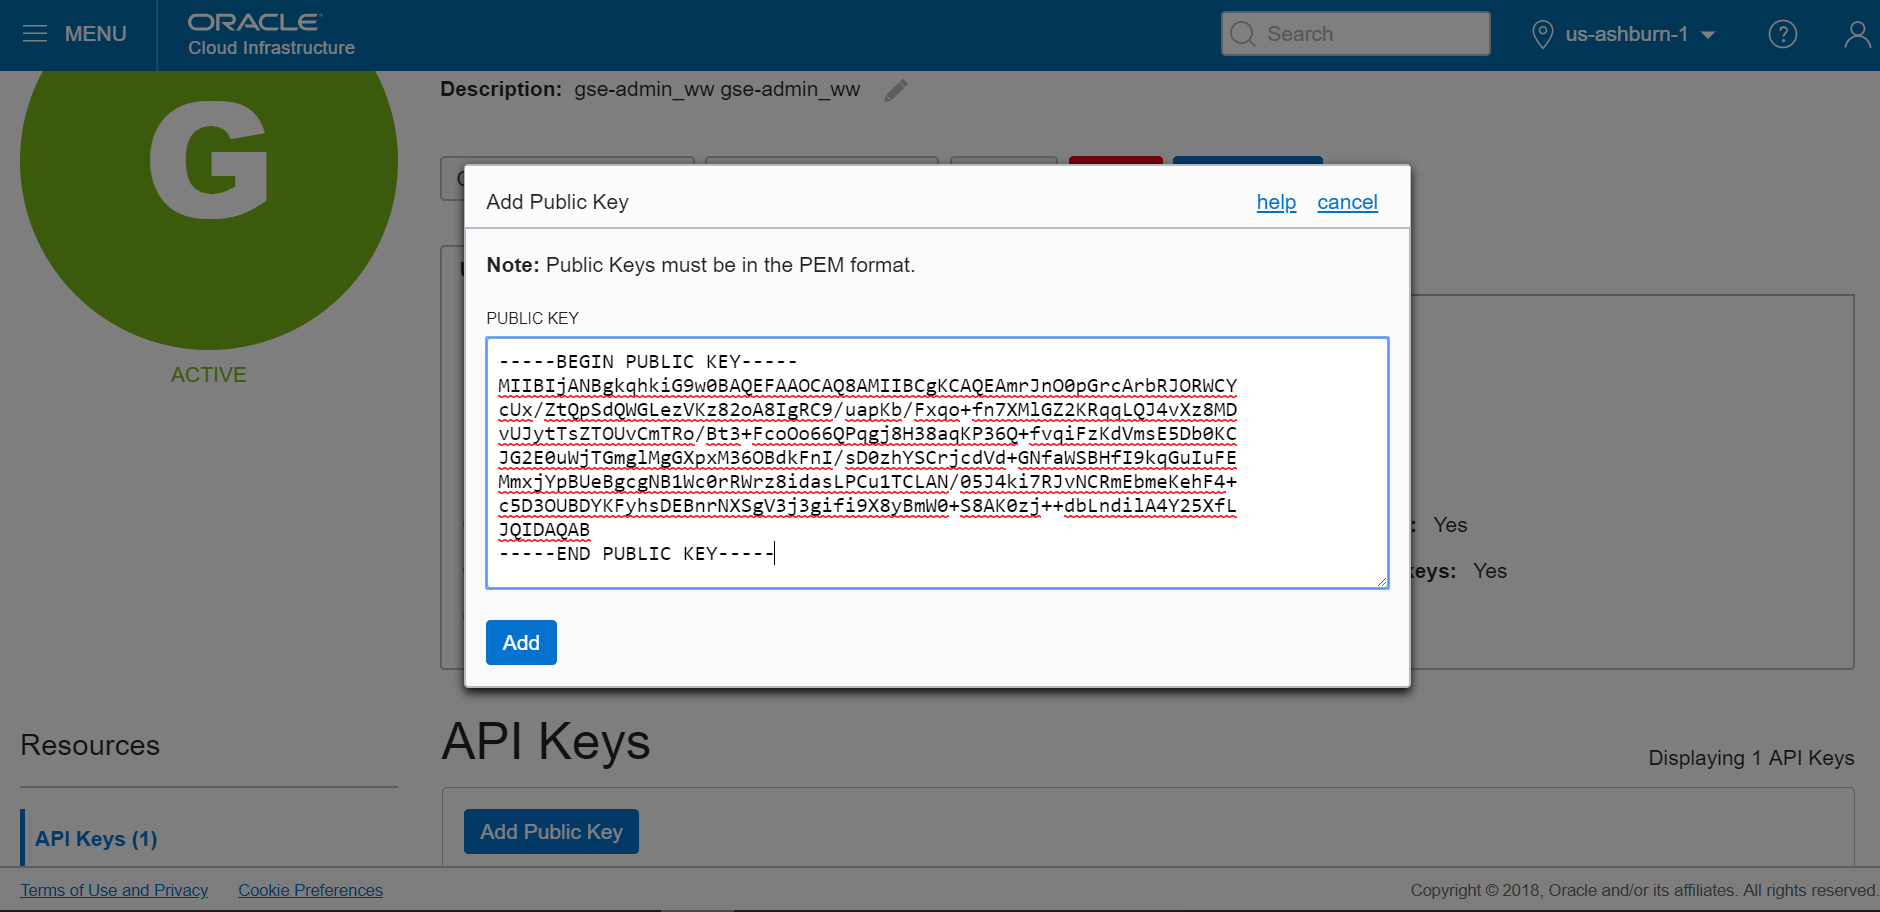 MENU
ORACLE
Cloud Infrastructure
Search
us-ashburn-1
?
G
ACTIVE
Description: gse-admin_ww gse-admin_ww
Add Public Key
help cancel
Note: Public Keys must be in the PEM format.
PUBLIC KEY
-----BEGIN PUBLIC KEY-----
MIIBIjANBgkqhkiG9w0BAQEFAAOCAQ8AMIIBCgKCAQEAmrJnO0pGrcArbRJORWCY
cUx/ZtQpSdQWGLezVKz82oA8IgRC9/uapKb/Fxqo+fn7XMlGZ2KRqqLQJ4vXz8MD
vUJytTsZTOUvCmTRo/Bt3+FcoOo66QPqgj8H38aqKP36Q+fvqiFzKdVmsE5Db0KC
JG2E0uWjTGmglMgGXpxM36OBdkFnI/sD0zhYSCrjcdVd+GNfaWSBHfI9kqGuIuFE
MmxjYpBUeBgcgNB1Wc0rRWrz8idasLPCu1TCLAN/05J4ki7RJvNCRmEbmeKehF4+
c5D3OUBDYKFyhsDEBnrNXSgV3j3gifi9X8yBmW0+S8AK0zj++dbLndilA4Y25XfL
JQIDAQAB
-----END PUBLIC KEY-----
Add
: Yes
keys: Yes
Resources
API Keys (1)
API Keys
Displaying 1 API Keys
Add Public Key
Terms of Use and Privacy Cookie Preferences
Copyright © 2018, Oracle and/or its affiliates. All rights reserved.